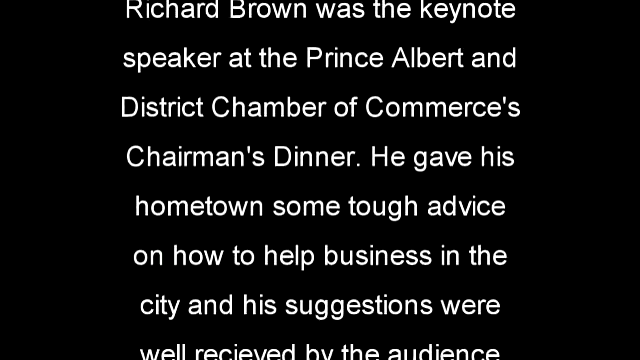 Richard Brown was the keynote
speaker at the Prince Albert and
District Chamber of Commerce's
Chairman's Dinner. He gave his
hometown some tough advice
on how to help business in the
city and his suggestions were
well recieved by the audience